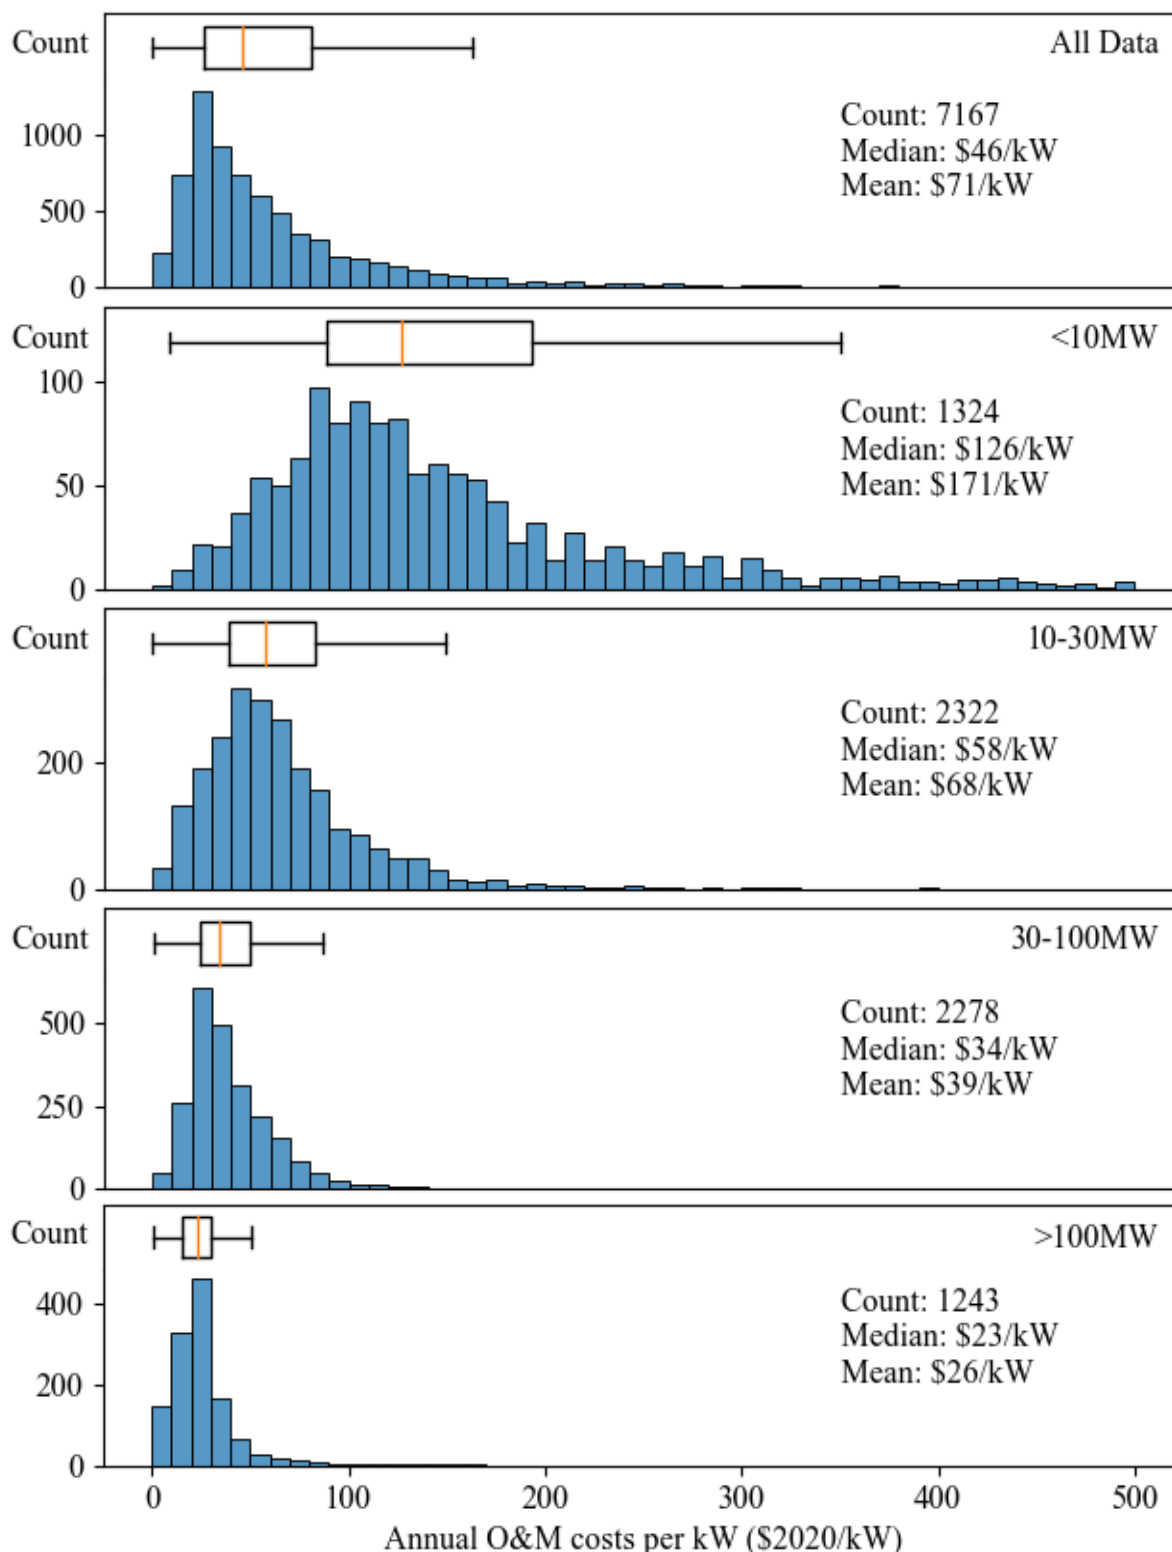 Count
All Data
Count: 7167
Median: $46/kW
Mean: $71/kW
1000
500
0
Count
<10MW
Count: 1324
Median: $126/kW
Mean: $171/kW
100
50
0
Count
10-30MW
Count: 2322
Median: $58/kW
Mean: $68/kW
200
0
Count
30-100MW
Count: 2278
Median: $34/kW
Mean: $39/kW
500
250
0
Count
>100MW
Count: 1243
Median: $23/kW
Mean: $26/kW
400
200
0
0 100 200 300 400 500
Annual O&M costs per kW ($2020/kW)